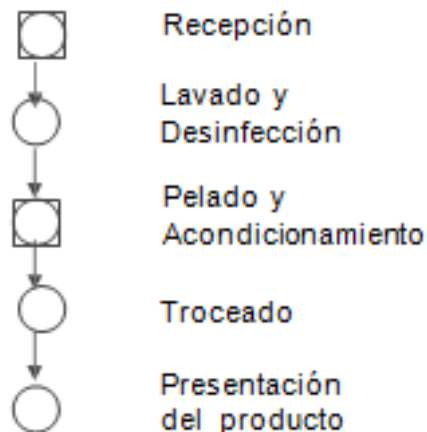 Recepción
Lavado y
Desinfección
Pelado y
Acondicionamiento
Troceado
Presentación
del producto